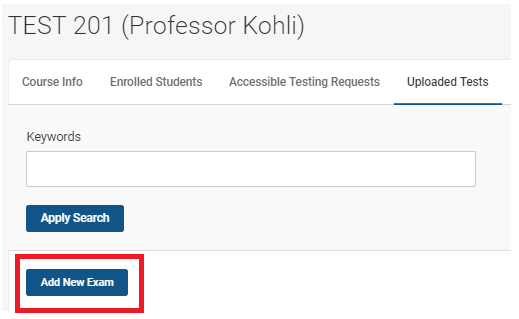 TEST 201 (Professor Kohli)
Course Info Enrolled Students Accessible Testing Requests Uploaded Tests
Keywords
Apply Search
Add New Exam